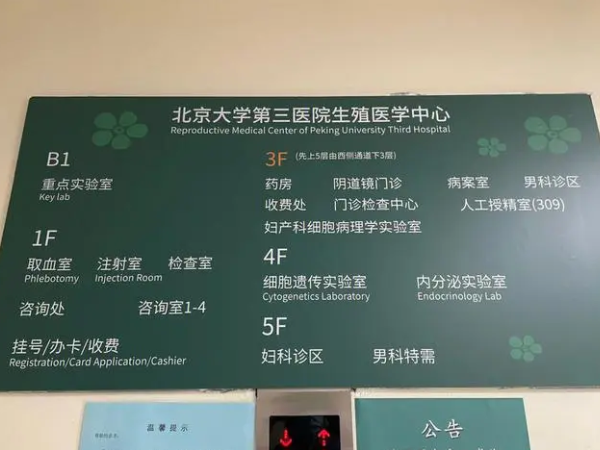 北京大学第三医院生殖医学中心
Reproductive Medical Center of Peking University Third Hospital
B1
重点实验室
Key lab
1F
取血室 注射室 检查室
Phlebotomy Injection Room
咨询处 咨询室1-4
挂号/办卡/收费
Registration/Card Application/Cashier
3F (先上5层由西侧通道下3层)
药房 阴道镜门诊 病案室 男科诊区
收费处 门诊检查中心 人工授精室(309)
妇产科细胞病理学实验室
4F
细胞遗传实验室 内分泌实验室
Cytogenetics Laboratory Endocrinology Lab
5F
妇科诊区 男科特需
温馨提示
公告